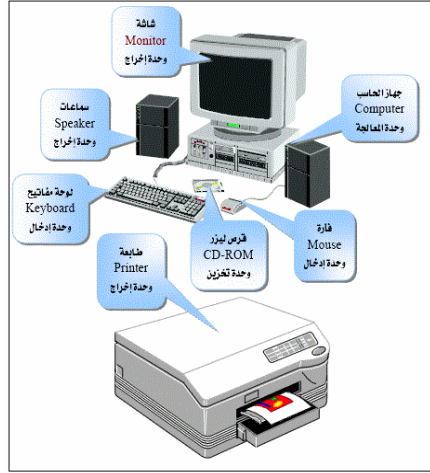 شاشة
Monitor
وحدة إخراج
سماعات
Speaker
وحدة إخراج
جهاز الحاسب
Computer
وحدة المعالجة
لوحة مفاتيح
Keyboard
وحدة إدخال
قرص ليزر
CD-ROM
وحدة تخزين
فارة
Mouse
وحدة إدخال
طابعة
Printer
وحدة إخراج